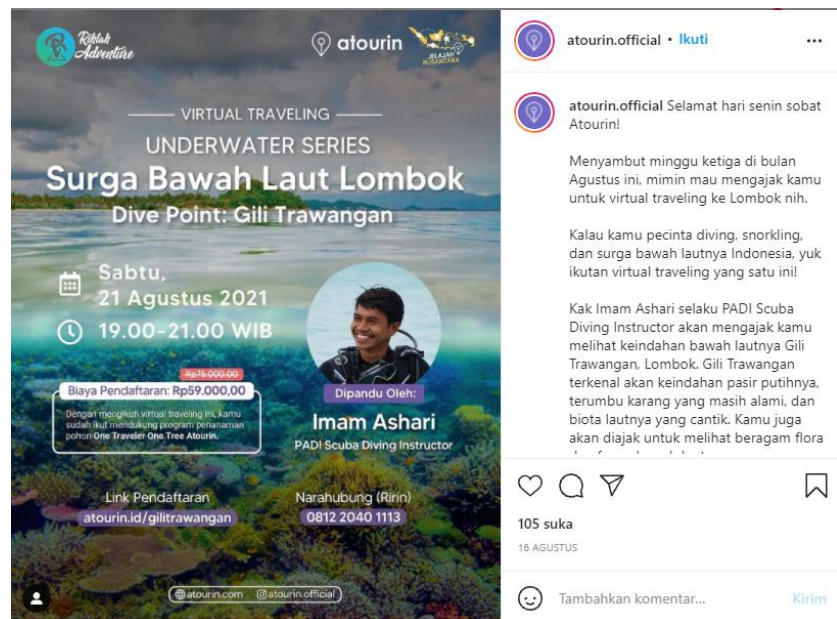 Riklah
Adventure
atourin
JELAJAH
NUSANTARA
VIRTUAL TRAVELING
UNDERWATER SERIES
Surga Bawah Laut Lombok
Dive Point: Gili Trawangan
Sabtu,
21 Agustus 2021
19.00-21.00 WIB
Rp75.000,00
Biaya Pendaftaran: Rp59.000,00
Dengan mengikuti virtual traveling ini, kamu
sudah ikut mendukung program penanaman
pohon One Traveler One Tree Atourin.
Dipandu Oleh:
Imam Ashari
PADI Scuba Diving Instructor
Link Pendaftaran
atourin.id/gilitrawangan
Narahubung (Ririn)
0812 2040 1113
atourin.com atourin.official
atourin.official • Ikuti
atourin.official Selamat hari senin sobat
Atourin!
Menyambut minggu ketiga di bulan
Agustus ini, mimin mau mengajak kamu
untuk virtual traveling ke Lombok nih.
Kalau kamu pecinta diving, snorkling,
dan surga bawah lautnya Indonesia, yuk
ikutan virtual traveling yang satu ini!
Kak Imam Ashari selaku PADI Scuba
Diving Instructor akan mengajak kamu
melihat keindahan bawah lautnya Gili
Trawangan, Lombok. Gili Trawangan
terkenal akan keindahan pasir putihnya,
terumbu karang yang masih alami, dan
biota lautnya yang cantik. Kamu juga
akan diajak untuk melihat beragam flora
105 suka
16 AGUSTUS
Tambahkan komentar...
Kirim